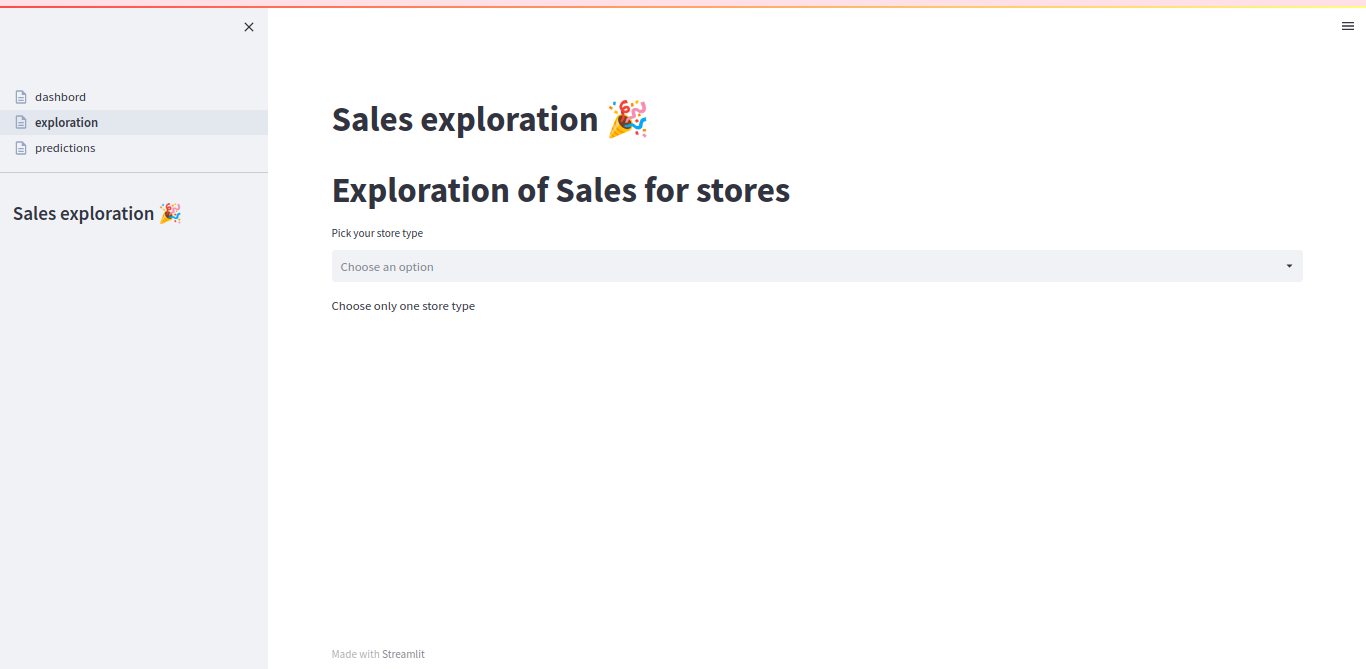 dashbord
exploration
predictions
Sales exploration 🎉
Sales exploration 🎉
Exploration of Sales for stores
Pick your store type
Choose an option
Choose only one store type
Made with Streamlit